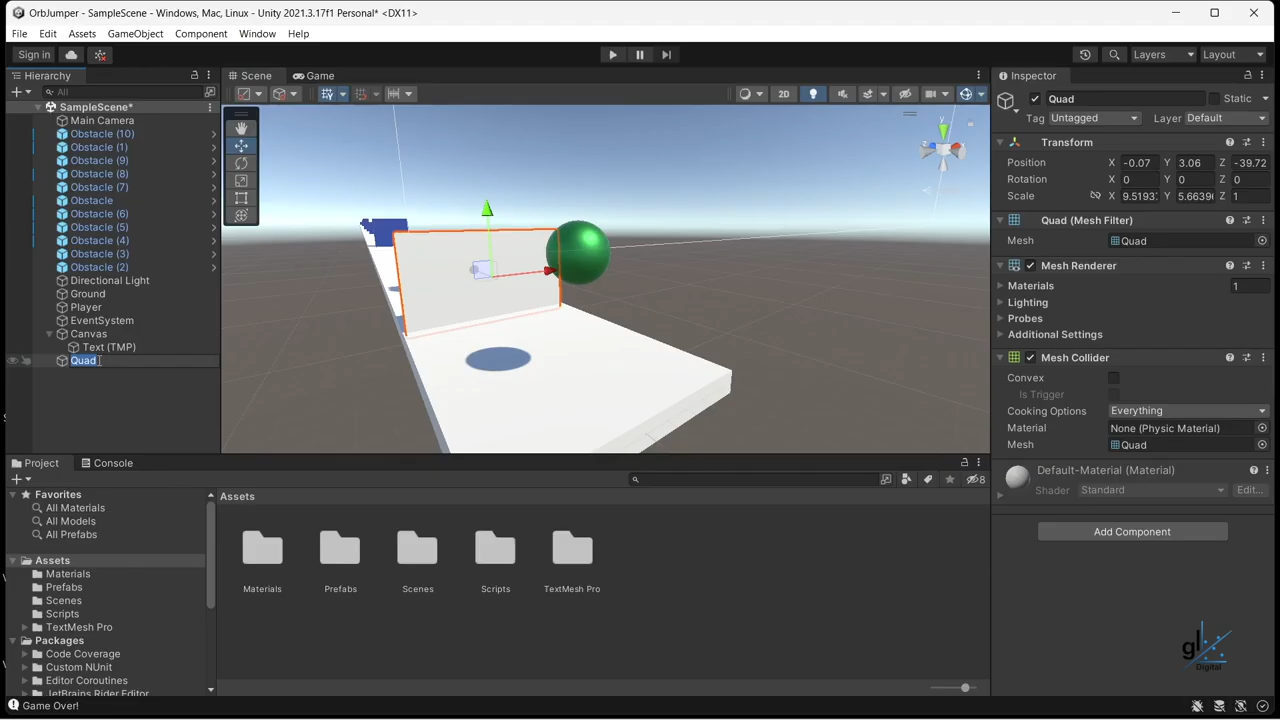 OrbJumper - SampleScene - Windows, Mac, Linux - Unity 2021.3.17f1 Personal* <DX11>
File Edit Assets GameObject Component Window Help
Sign in Layers Layout
Hierarchy
All
SampleScene*
Main Camera
Obstacle (10)
Obstacle (1)
Obstacle (9)
Obstacle (8)
Obstacle (7)
Obstacle
Obstacle (6)
Obstacle (5)
Obstacle (4)
Obstacle (3)
Obstacle (2)
Directional Light
Ground
Player
EventSystem
Canvas
Text (TMP)
Quad
Scene Game
2D
y
Inspector
Quad Static
Tag Untagged Layer Default
Transform
Position X -0.07 Y 3.06 Z -39.72
Rotation X 0 Y 0 Z 0
Scale X 9.5193 Y 5.6639 Z 1
Quad (Mesh Filter)
Mesh Quad
Mesh Renderer
Materials 1
Lighting
Probes
Additional Settings
Mesh Collider
Convex
Is Trigger
Cooking Options Everything
Material None (Physic Material)
Mesh Quad
Default-Material (Material)
Shader Standard Edit...
Add Component
Project Console
8
Favorites
All Materials
All Models
All Prefabs
Assets
Materials
Prefabs
Scenes
Scripts
TextMesh Pro
Packages
Code Coverage
Custom NUnit
Editor Coroutines
JetBrains Rider Editor
Assets
Materials Prefabs Scenes Scripts TextMesh Pro
gl
Digital
Game Over!